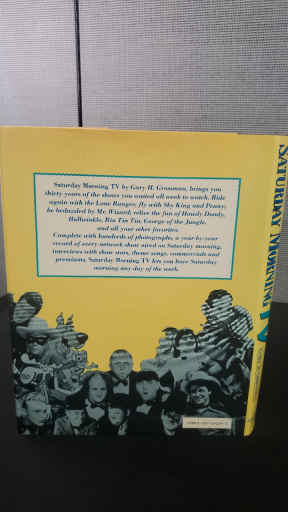 Saturday Morning TV by Gary H. Grossman, brings you
thirty years of the shows you waited all week to watch. Ride
again with the Lone Ranger; fly with Sky King and Penny;
be bedazzled by Mr. Wizard; relive the fun of Howdy Doody,
Bullwinkle, Rin Tin Tin, George of the Jungle,
and all your other favorites.
Complete with hundreds of photographs, a year-by-year
record of every network show aired on Saturday morning,
interviews with show stars, theme songs, commercials and
premiums, Saturday Morning TV lets you have Saturday
morning any day of the week.
SATURDAY MORNING TV